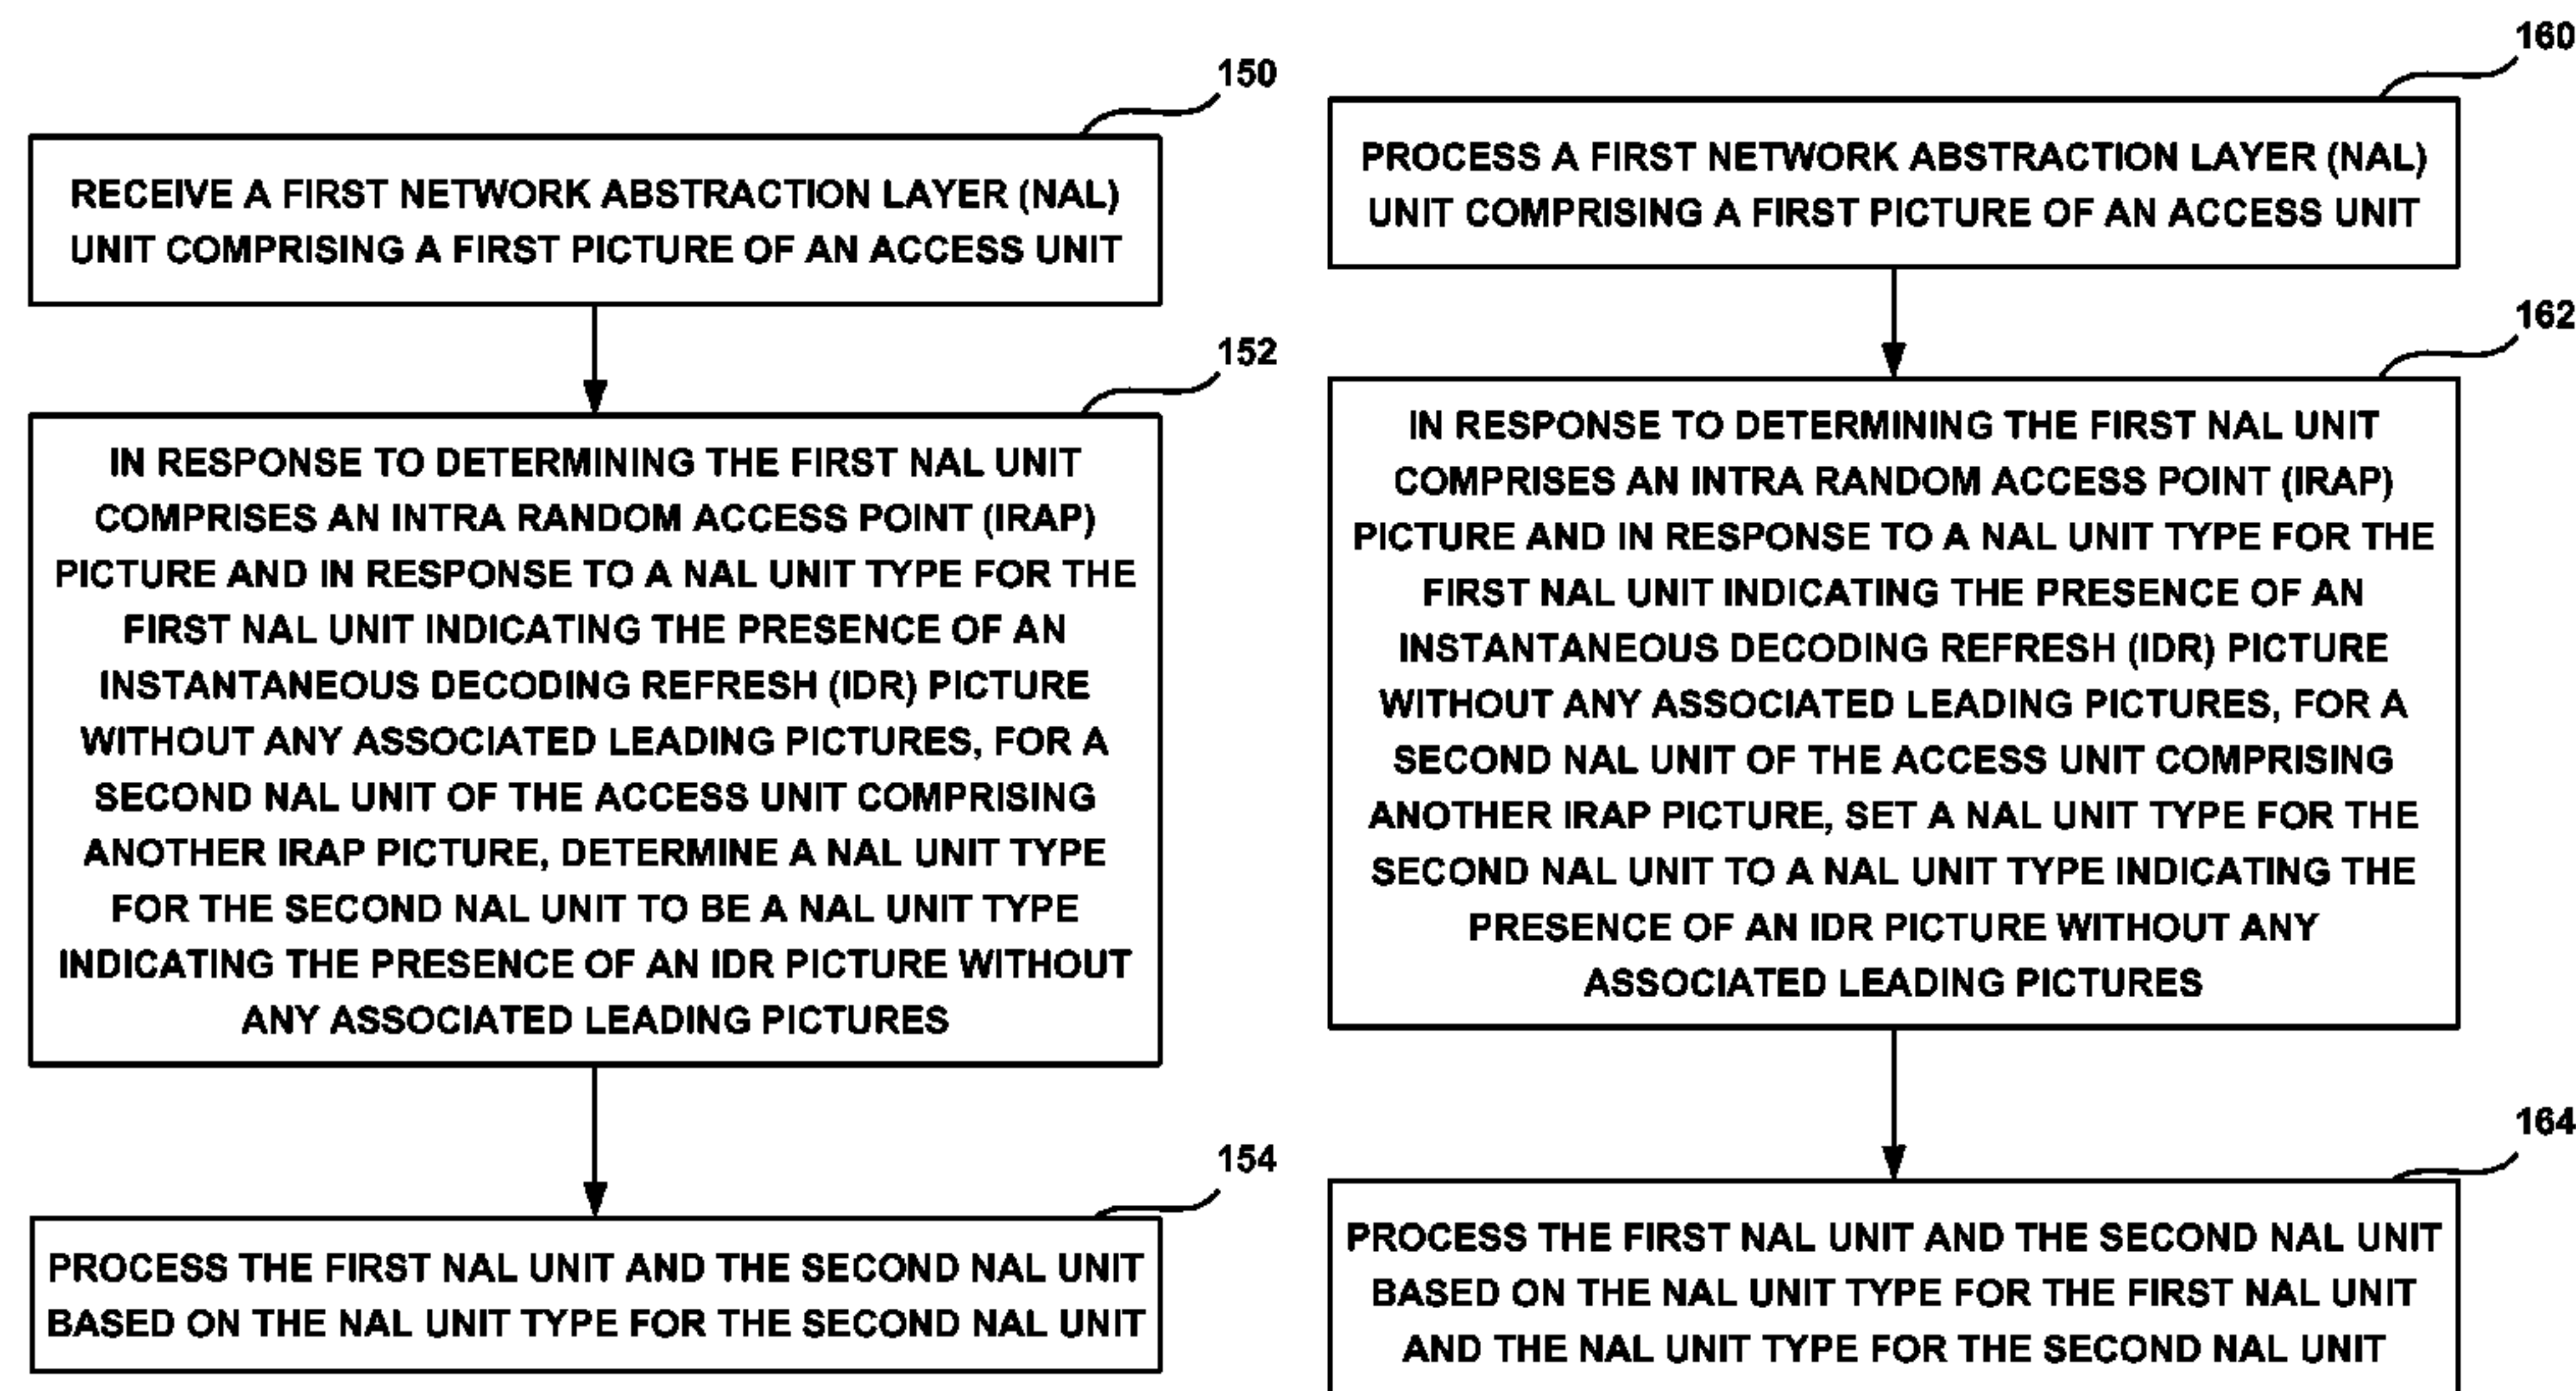 150
RECEIVE A FIRST NETWORK ABSTRACTION LAYER (NAL)
UNIT COMPRISING A FIRST PICTURE OF AN ACCESS UNIT
152
IN RESPONSE TO DETERMINING THE FIRST NAL UNIT
COMPRISES AN INTRA RANDOM ACCESS POINT (IRAP)
PICTURE AND IN RESPONSE TO A NAL UNIT TYPE FOR THE
FIRST NAL UNIT INDICATING THE PRESENCE OF AN
INSTANTANEOUS DECODING REFRESH (IDR) PICTURE
WITHOUT ANY ASSOCIATED LEADING PICTURES, FOR A
SECOND NAL UNIT OF THE ACCESS UNIT COMPRISING
ANOTHER IRAP PICTURE, DETERMINE A NAL UNIT TYPE
FOR THE SECOND NAL UNIT TO BE A NAL UNIT TYPE
INDICATING THE PRESENCE OF AN IDR PICTURE WITHOUT
ANY ASSOCIATED LEADING PICTURES
154
PROCESS THE FIRST NAL UNIT AND THE SECOND NAL UNIT
BASED ON THE NAL UNIT TYPE FOR THE SECOND NAL UNIT
160
PROCESS A FIRST NETWORK ABSTRACTION LAYER (NAL)
UNIT COMPRISING A FIRST PICTURE OF AN ACCESS UNIT
162
IN RESPONSE TO DETERMINING THE FIRST NAL UNIT
COMPRISES AN INTRA RANDOM ACCESS POINT (IRAP)
PICTURE AND IN RESPONSE TO A NAL UNIT TYPE FOR THE
FIRST NAL UNIT INDICATING THE PRESENCE OF AN
INSTANTANEOUS DECODING REFRESH (IDR) PICTURE
WITHOUT ANY ASSOCIATED LEADING PICTURES, FOR A
SECOND NAL UNIT OF THE ACCESS UNIT COMPRISING
ANOTHER IRAP PICTURE, SET A NAL UNIT TYPE FOR THE
SECOND NAL UNIT TO A NAL UNIT TYPE INDICATING THE
PRESENCE OF AN IDR PICTURE WITHOUT ANY
ASSOCIATED LEADING PICTURES
164
PROCESS THE FIRST NAL UNIT AND THE SECOND NAL UNIT
BASED ON THE NAL UNIT TYPE FOR THE FIRST NAL UNIT
AND THE NAL UNIT TYPE FOR THE SECOND NAL UNIT